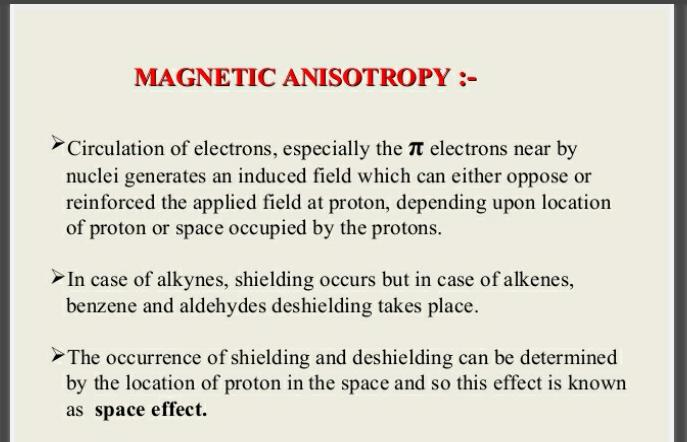 MAGNETIC ANISOTROPY :-
➢Circulation of electrons, especially the π electrons near by
nuclei generates an induced field which can either oppose or
reinforced the applied field at proton, depending upon location
of proton or space occupied by the protons.
➢In case of alkynes, shielding occurs but in case of alkenes,
benzene and aldehydes deshielding takes place.
➢The occurrence of shielding and deshielding can be determined
by the location of proton in the space and so this effect is known
as space effect.